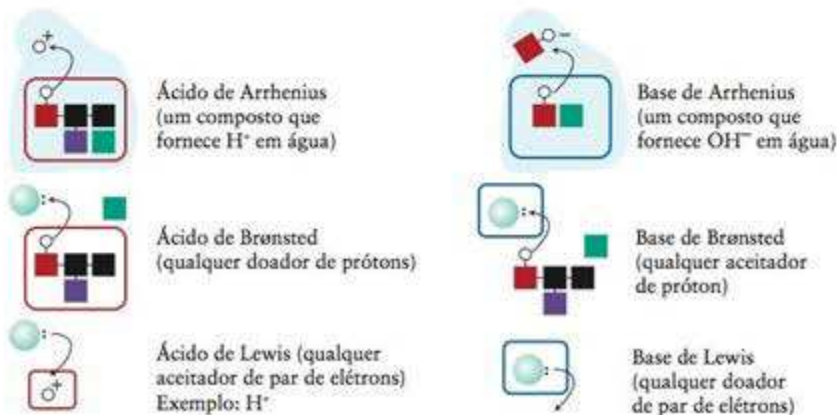 Ácido de Arrhenius
(um composto que
fornece H⁺ em água)
Base de Arrhenius
(um composto que
fornece OH⁻ em água)
Ácido de Brønsted
(qualquer doador de prótons)
Base de Brønsted
(qualquer aceitador
de próton)
Ácido de Lewis (qualquer
aceitador de par de elétrons)
Exemplo: H⁺
Base de Lewis
(qualquer doador
de par de elétrons)